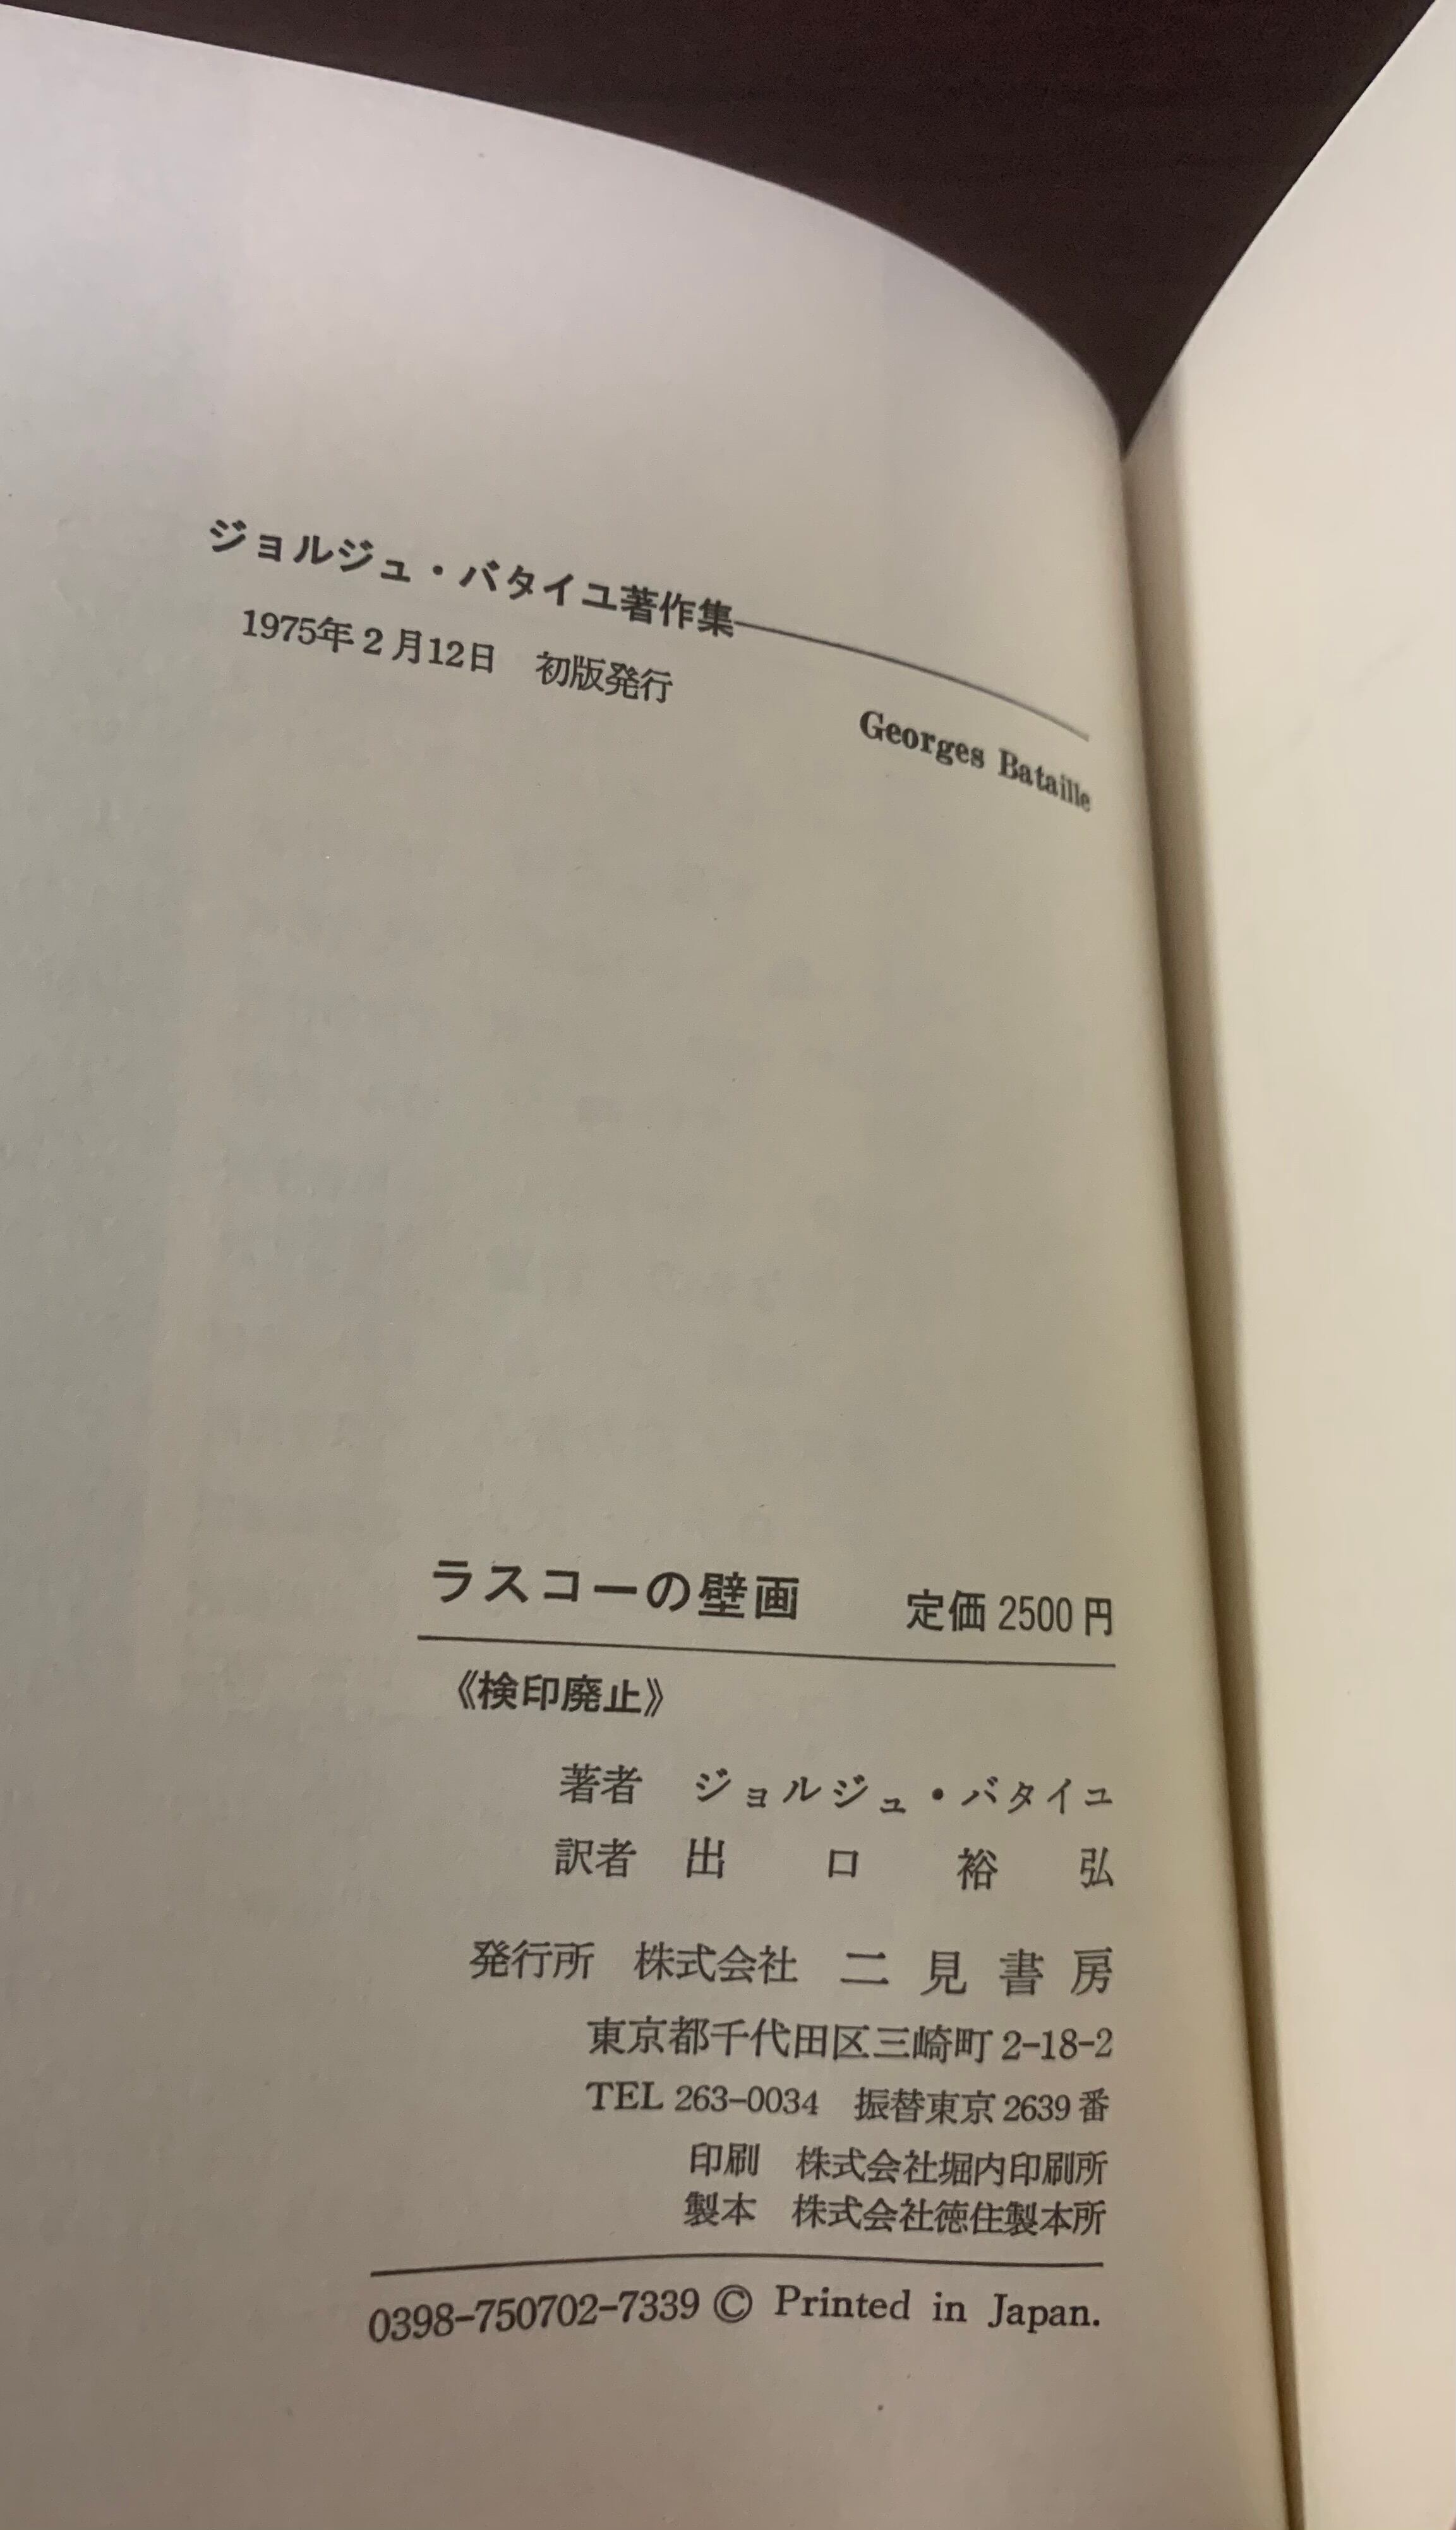 ジョルジュ・バタイユ著作集
1975年2月12日　初版発行
Georges Bataille
ラスコーの壁画　定価 2500 円
《検印廃止》
著者　ジョルジュ・バタイユ
訳者　出口裕弘
発行所　株式会社　二見書房
東京都千代田区三崎町 2-18-2
TEL 263-0034　振替東京 2639 番
印刷　株式会社堀内印刷所
製本　株式会社徳住製本所
0398-750702-7339 © Printed in Japan.